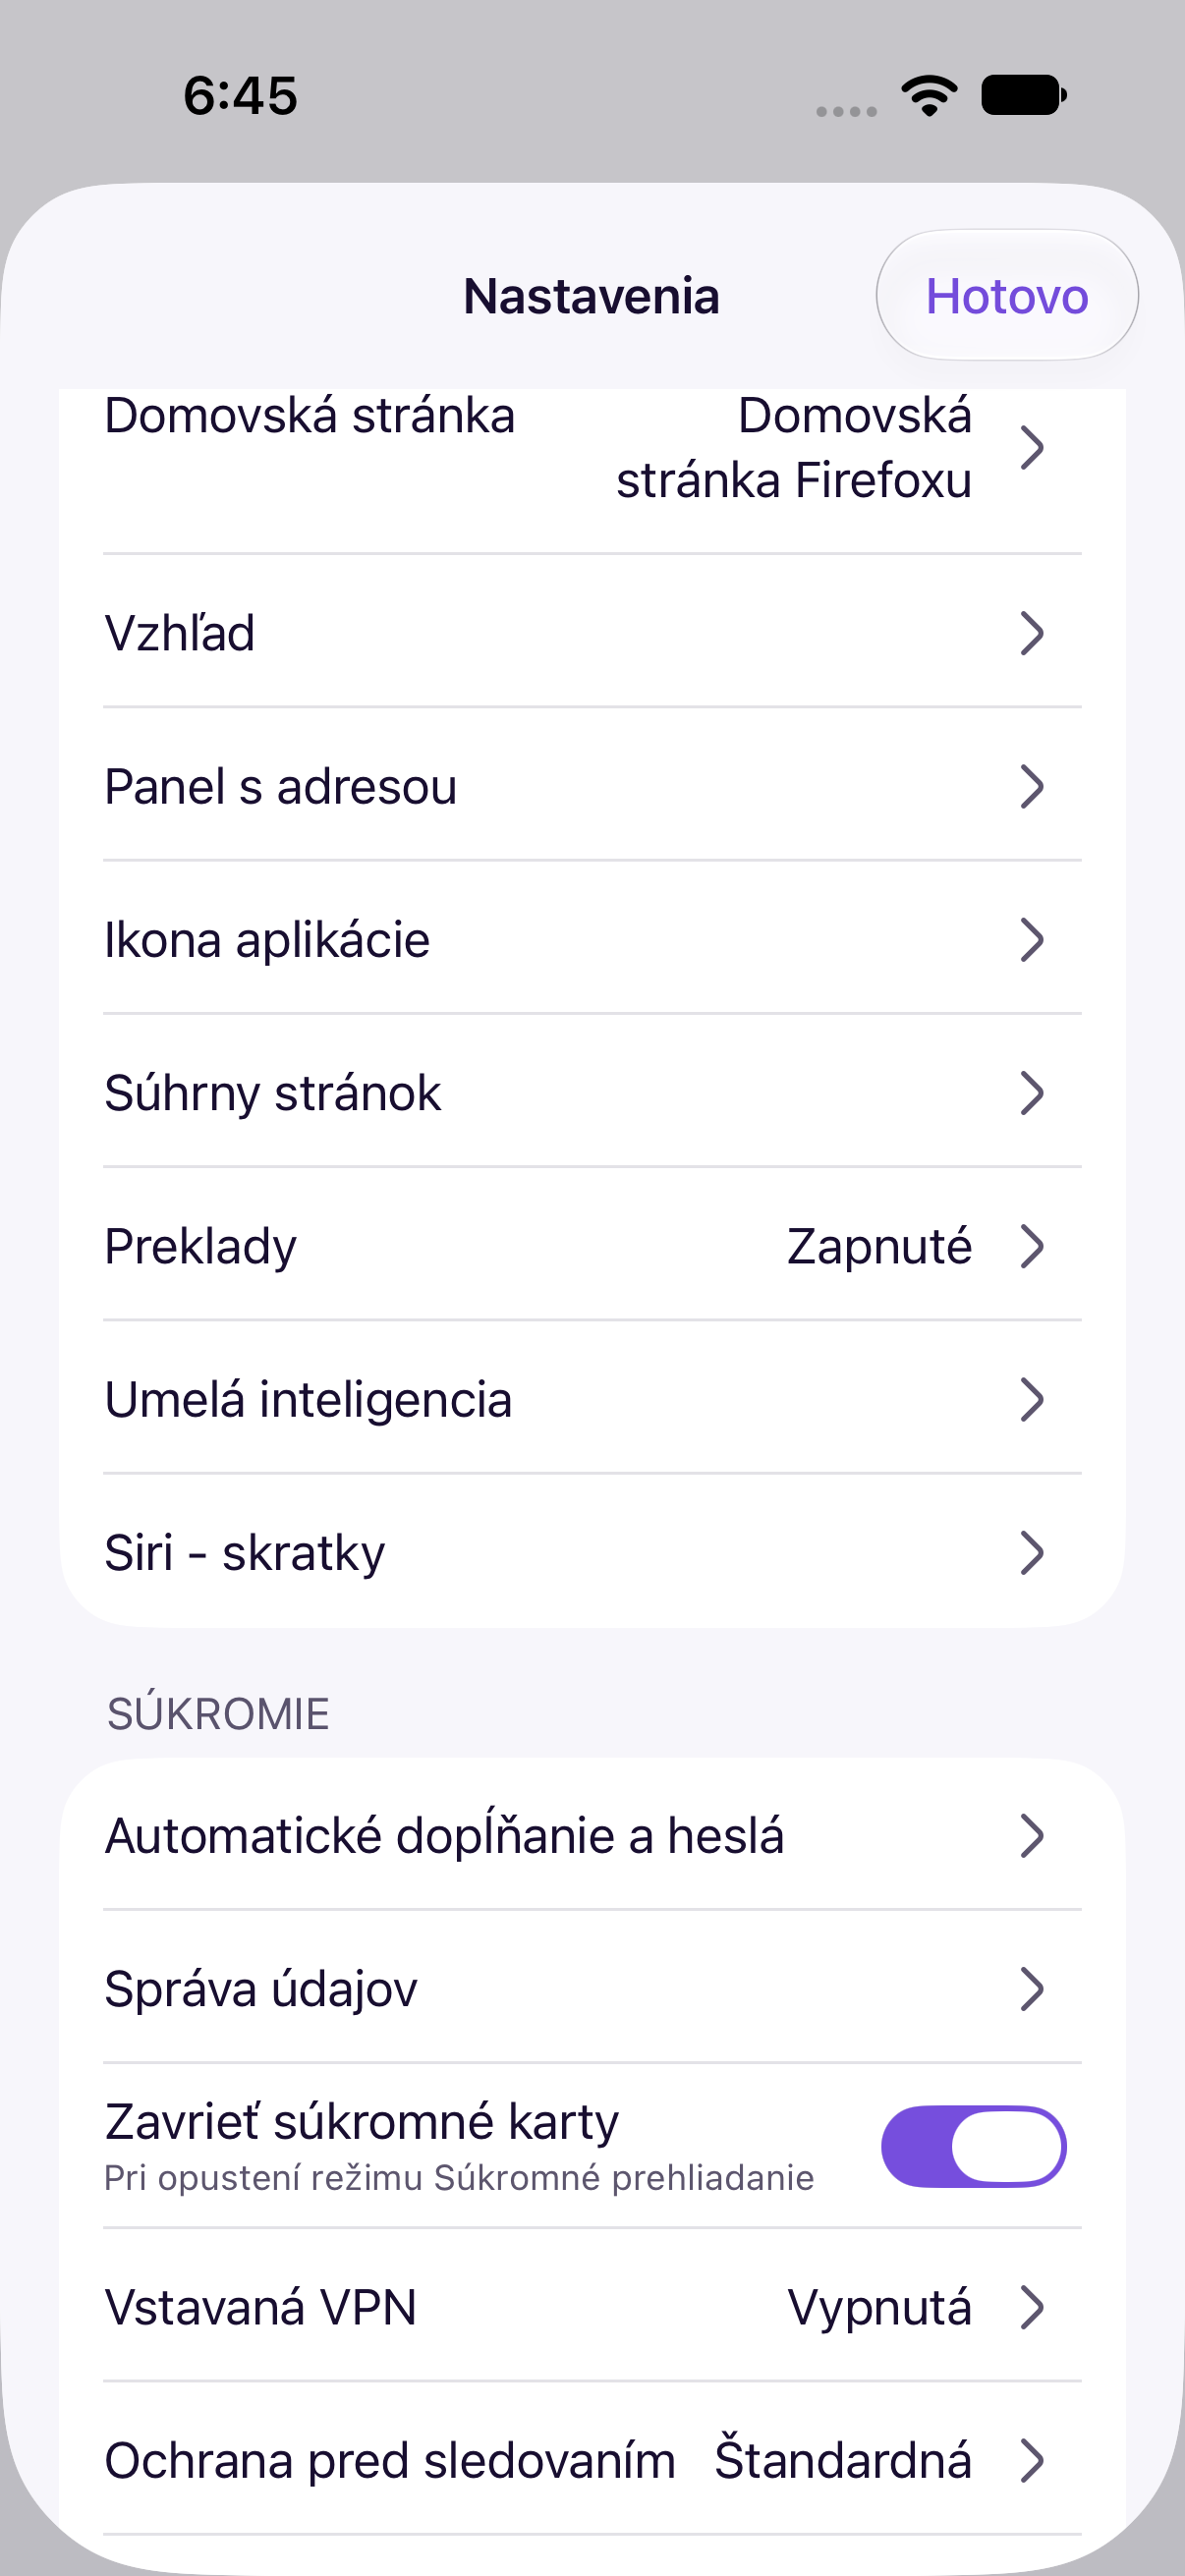 6:45
Nastavenia
Hotovo
Domovská stránka
Domovská
stránka Firefoxu
Vzhľad
Panel s adresou
Ikona aplikácie
Súhrny stránok
Preklady
Zapnuté
Umelá inteligencia
Siri - skratky
SÚKROMIE
Automatické dopĺňanie a heslá
Správa údajov
Zavrieť súkromné karty
Pri opustení režimu Súkromné prehliadanie
Vstavaná VPN
Vypnutá
Ochrana pred sledovaním
Štandardná